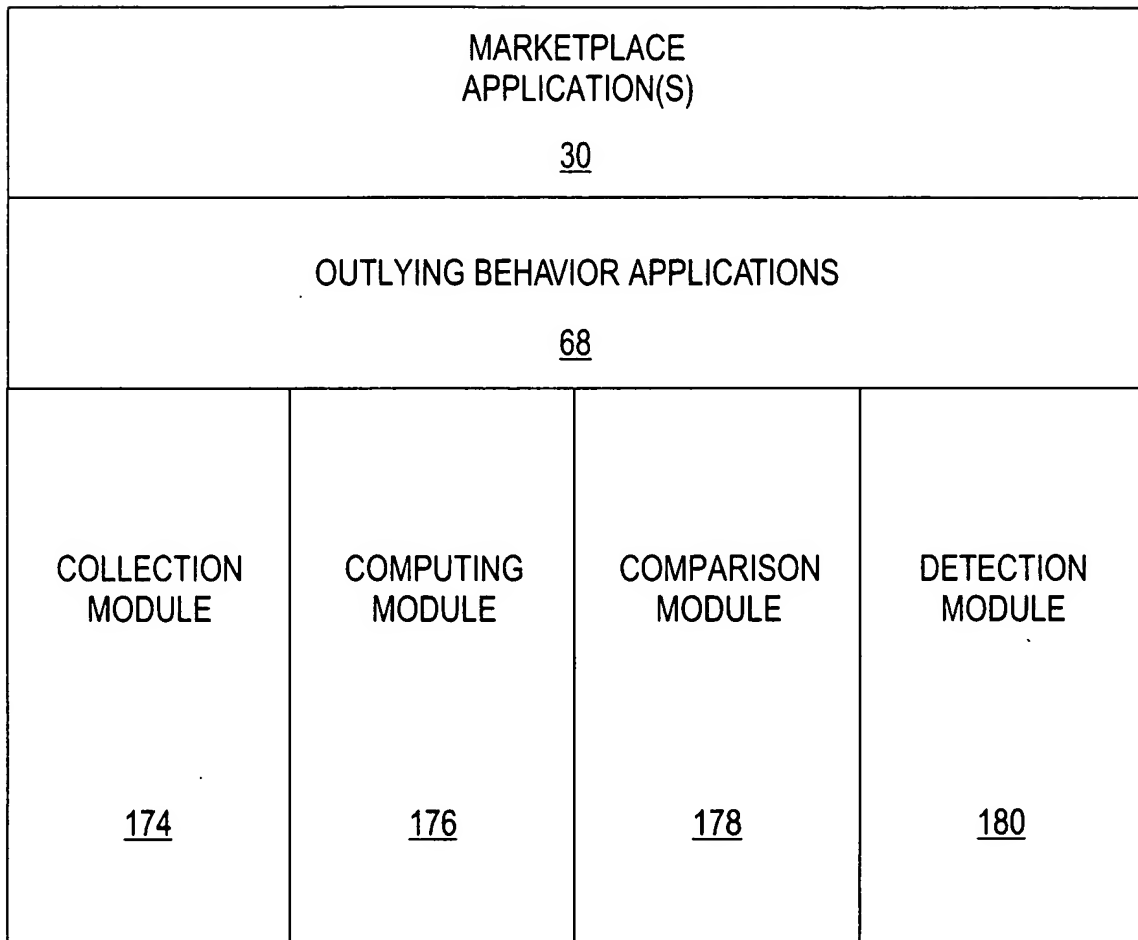 MARKETPLACE
APPLICATION(S)
30
OUTLYING BEHAVIOR APPLICATIONS
68
COLLECTION
MODULE
174
COMPUTING
MODULE
176
COMPARISON
MODULE
178
DETECTION
MODULE
180